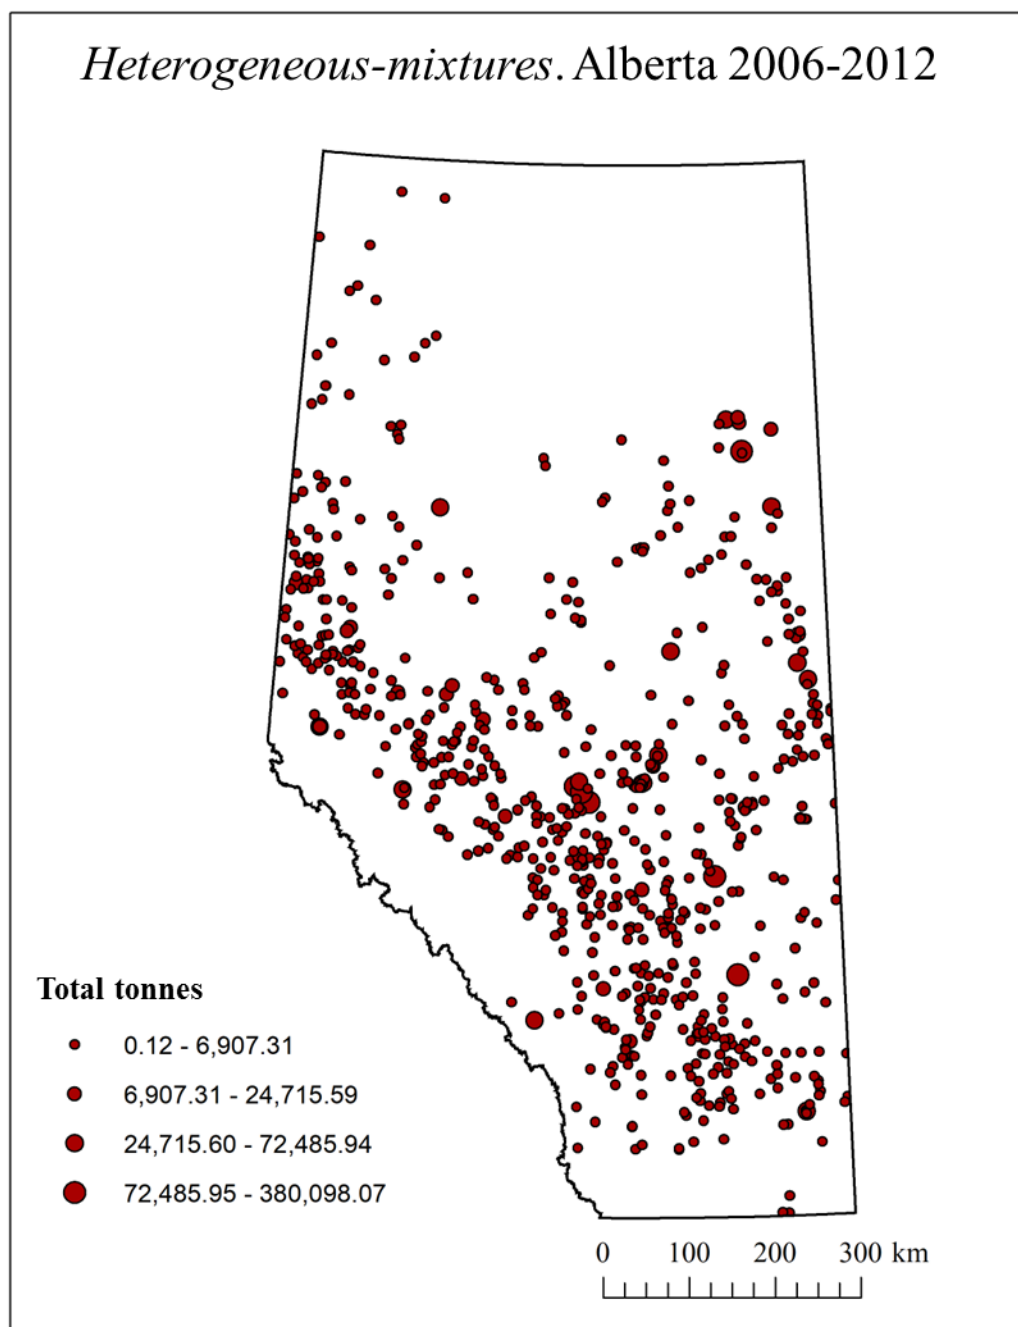 Heterogeneous-mixtures. Alberta 2006-2012
Total tonnes
0.12 - 6,907.31
6,907.31 - 24,715.59
24,715.60 - 72,485.94
72,485.95 - 380,098.07
0 100 200 300 km